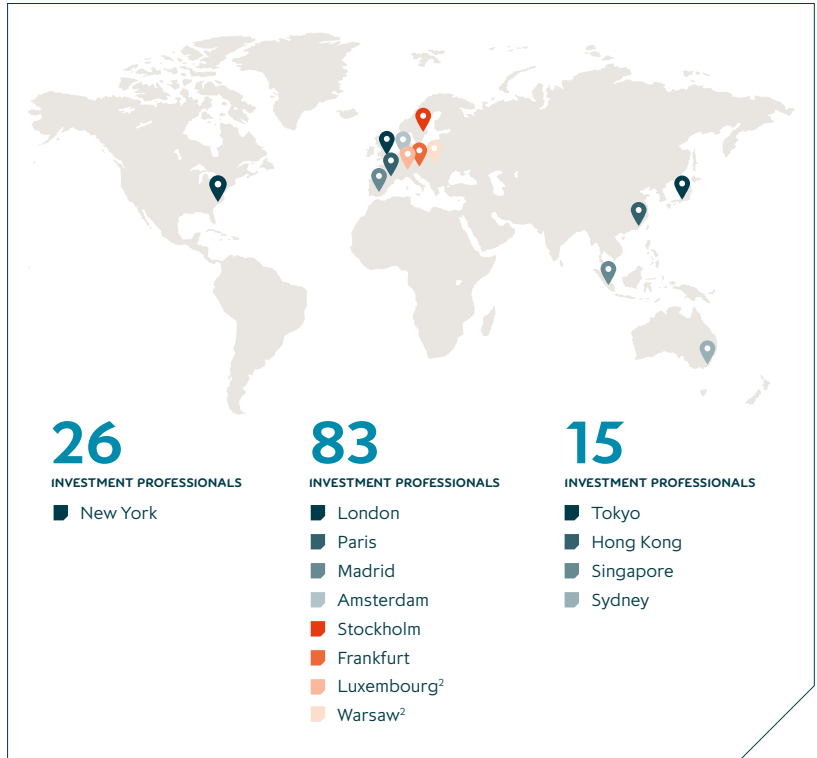 26
INVESTMENT PROFESSIONALS
New York
83
INVESTMENT PROFESSIONALS
London
Paris
Madrid
Amsterdam
Stockholm
Frankfurt
Luxembourg²
Warsaw²
15
INVESTMENT PROFESSIONALS
Tokyo
Hong Kong
Singapore
Sydney